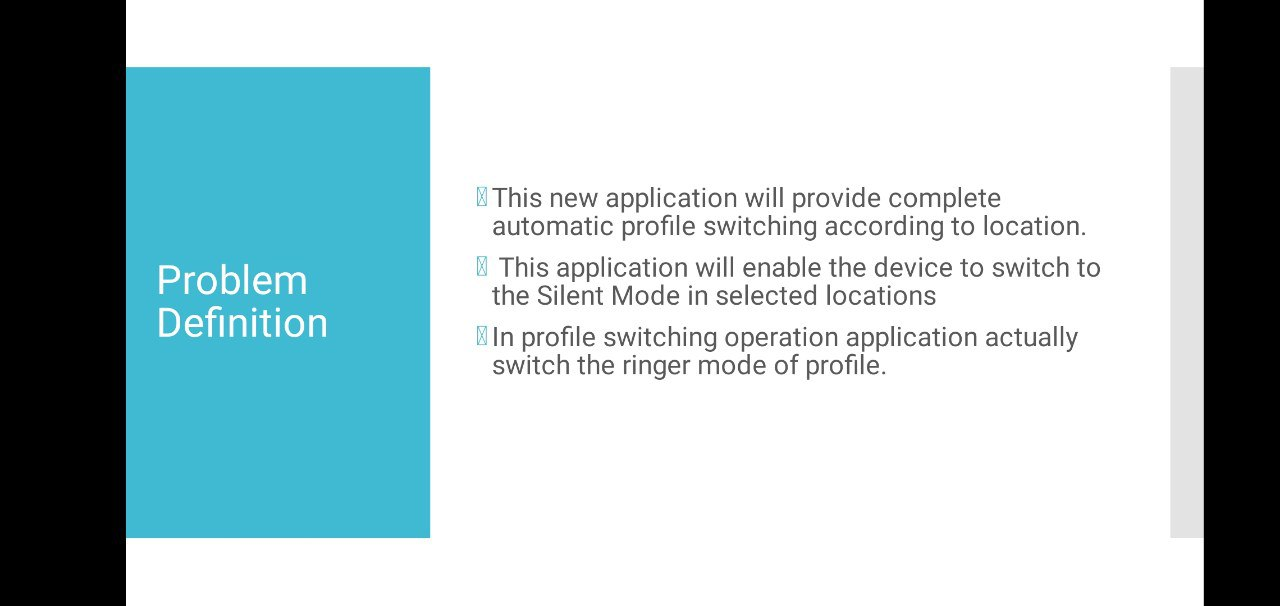 Problem
Definition
This new application will provide complete
automatic profile switching according to location.
This application will enable the device to switch to
the Silent Mode in selected locations
In profile switching operation application actually
switch the ringer mode of profile.